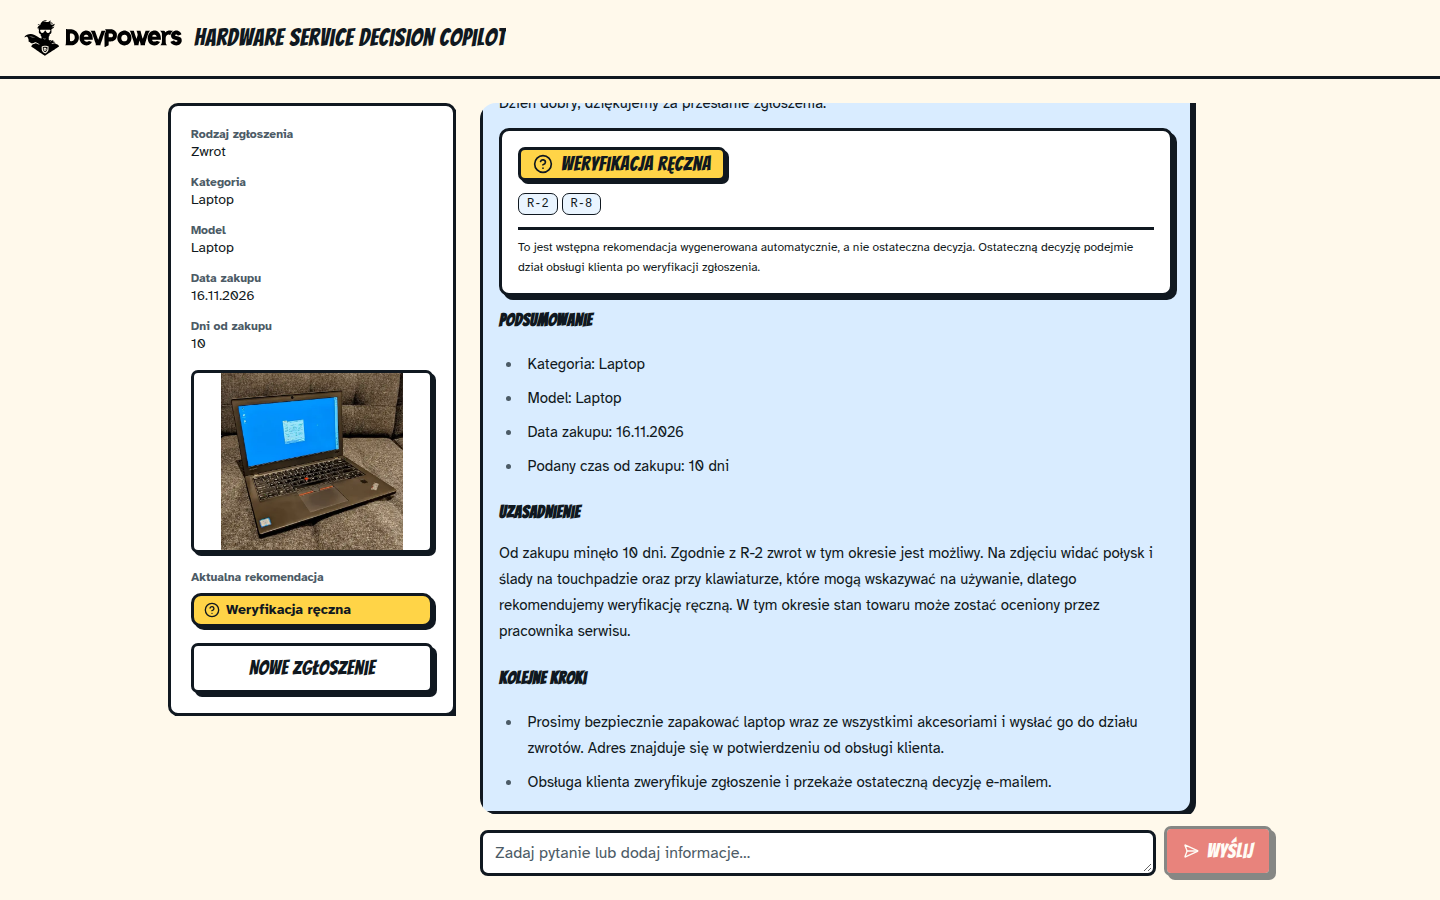 DevPowers HARDWARE SERVICE DECISION COPILOT
Rodzaj zgłoszenia
Zwrot
Kategoria
Laptop
Model
Laptop
Data zakupu
16.11.2026
Dni od zakupu
10
Aktualna rekomendacja
Weryfikacja ręczna
NOWE ZGŁOSZENIE
Dzień dobry, dziękujemy za przesłanie zgłoszenia.
WERYFIKACJA RĘCZNA
R-2 R-8
To jest wstępna rekomendacja wygenerowana automatycznie, a nie ostateczna decyzja. Ostateczną decyzję podejmie
dział obsługi klienta po weryfikacji zgłoszenia.
PODSUMOWANIE
Kategoria: Laptop
Model: Laptop
Data zakupu: 16.11.2026
Podany czas od zakupu: 10 dni
UZASADNIENIE
Od zakupu minęło 10 dni. Zgodnie z R-2 zwrot w tym okresie jest możliwy. Na zdjęciu widać połysk i
ślady na touchpadzie oraz przy klawiaturze, które mogą wskazywać na używanie, dlatego
rekomendujemy weryfikację ręczną. W tym okresie stan towaru może zostać oceniony przez
pracownika serwisu.
KOLEJNE KROKI
Prosimy bezpiecznie zapakować laptop wraz ze wszystkimi akcesoriami i wysłać go do działu
zwrotów. Adres znajduje się w potwierdzeniu od obsługi klienta.
Obsługa klienta zweryfikuje zgłoszenie i przekaże ostateczną decyzję e-mailem.
Zadaj pytanie lub dodaj informacje...
WYŚLIJ